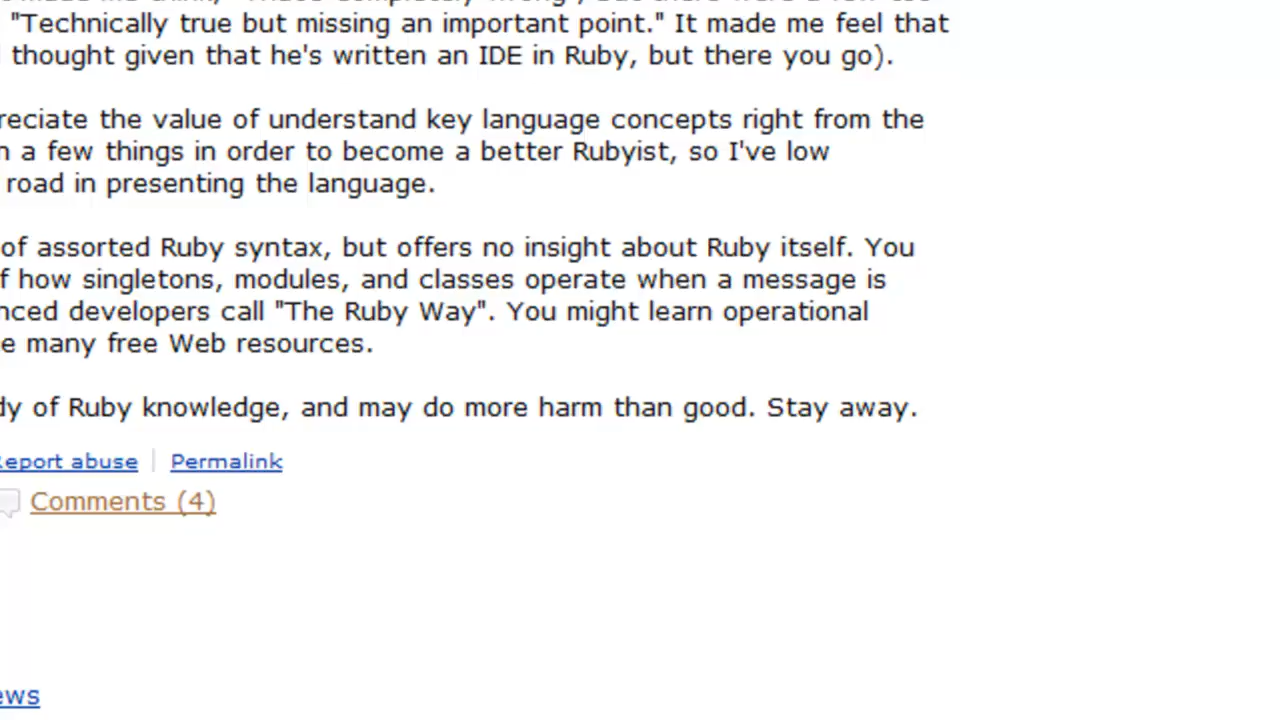 "Technically true but missing an important point." It made me feel that
thought given that he's written an IDE in Ruby, but there you go).
the value of understand key language concepts right from the
a few things in order to become a better Rubyist, so I've low
road in presenting the language.
of assorted Ruby syntax, but offers no insight about Ruby itself. You
how singletons, modules, and classes operate when a message is
developers call "The Ruby Way". You might learn operational
many free Web resources.
of Ruby knowledge, and may do more harm than good. Stay away.
Report abuse | Permalink
Comments (4)